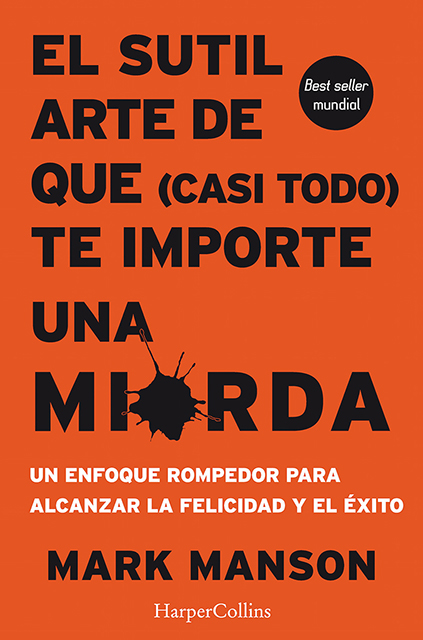 EL SUTIL
Best seller
mundial
ARTE DE
QUE (CASI TODO)
TE IMPORTE
UNA
MI RDA
UN ENFOQUE ROMPEDOR PARA
ALCANZAR LA FELICIDAD Y EL ÉXITO
MARK MANSON
HarperCollins